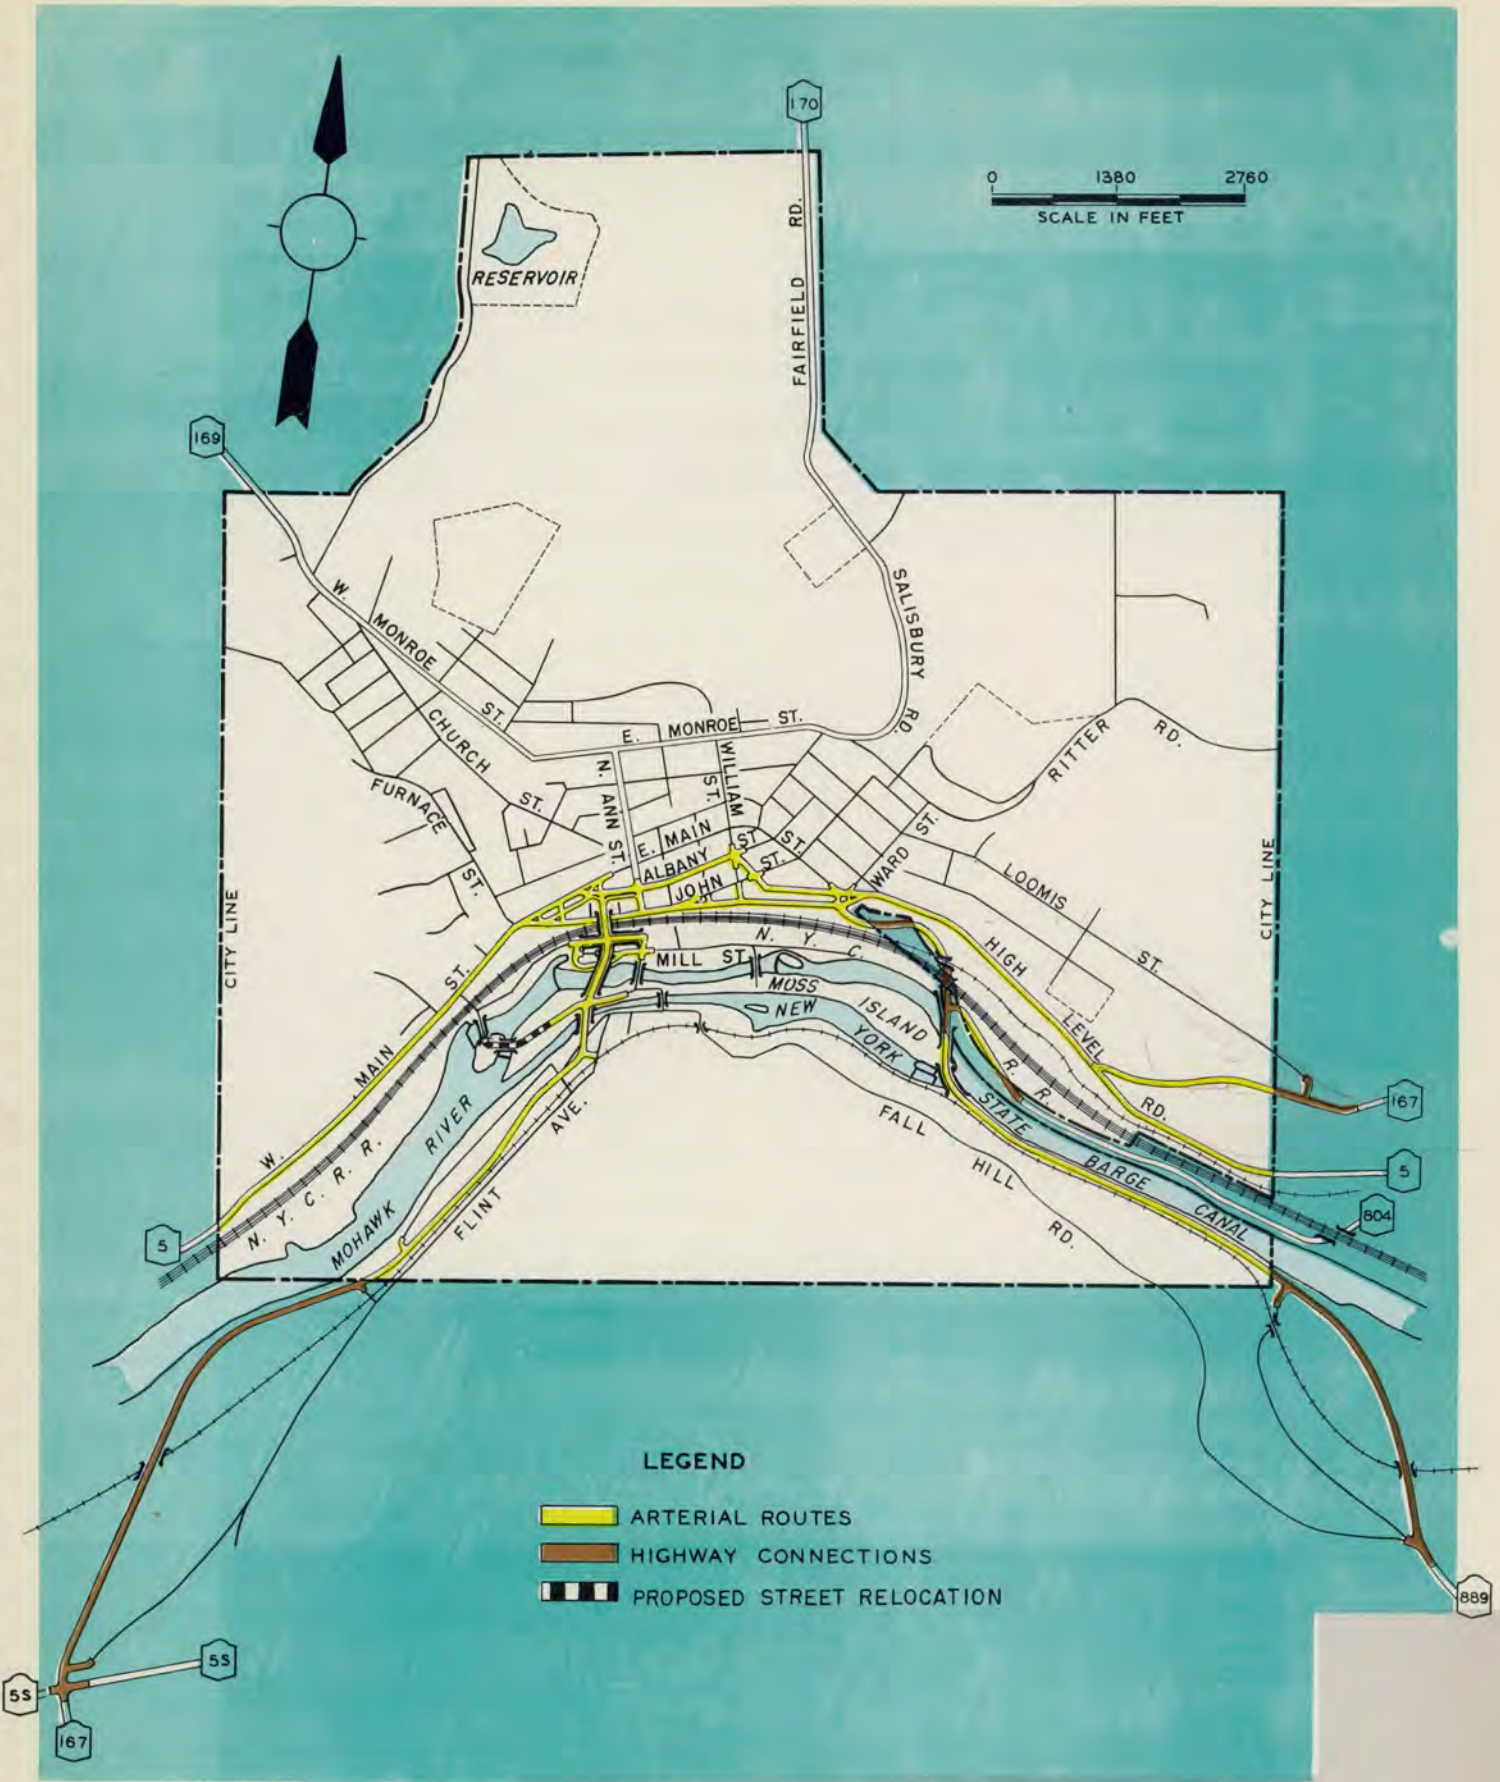 170
0 1380 2760
SCALE IN FEET
FAIRFIELD RD.
RESERVOIR
169
SALISBURY RD.
W. MONROE ST.
E. MONROE ST.
CHURCH ST.
FURNACE ST.
N. ANN ST.
WILLIAM ST.
RITTER RD.
E. MAIN ST.
ALBANY ST
JOHN ST.
WARD ST.
LOOMIS ST.
CITY LINE
CITY LINE
N. Y. C. R. R.
MILL ST.
MOSS ISLAND
NEW YORK STATE BARGE CANAL
HIGH LEVEL RD.
W. MAIN ST.
N. Y. C. R. R.
MOHAWK RIVER
FLINT AVE.
FALL HILL RD.
167
5
804
5
LEGEND
ARTERIAL ROUTES
HIGHWAY CONNECTIONS
PROPOSED STREET RELOCATION
889
5S
5S
167